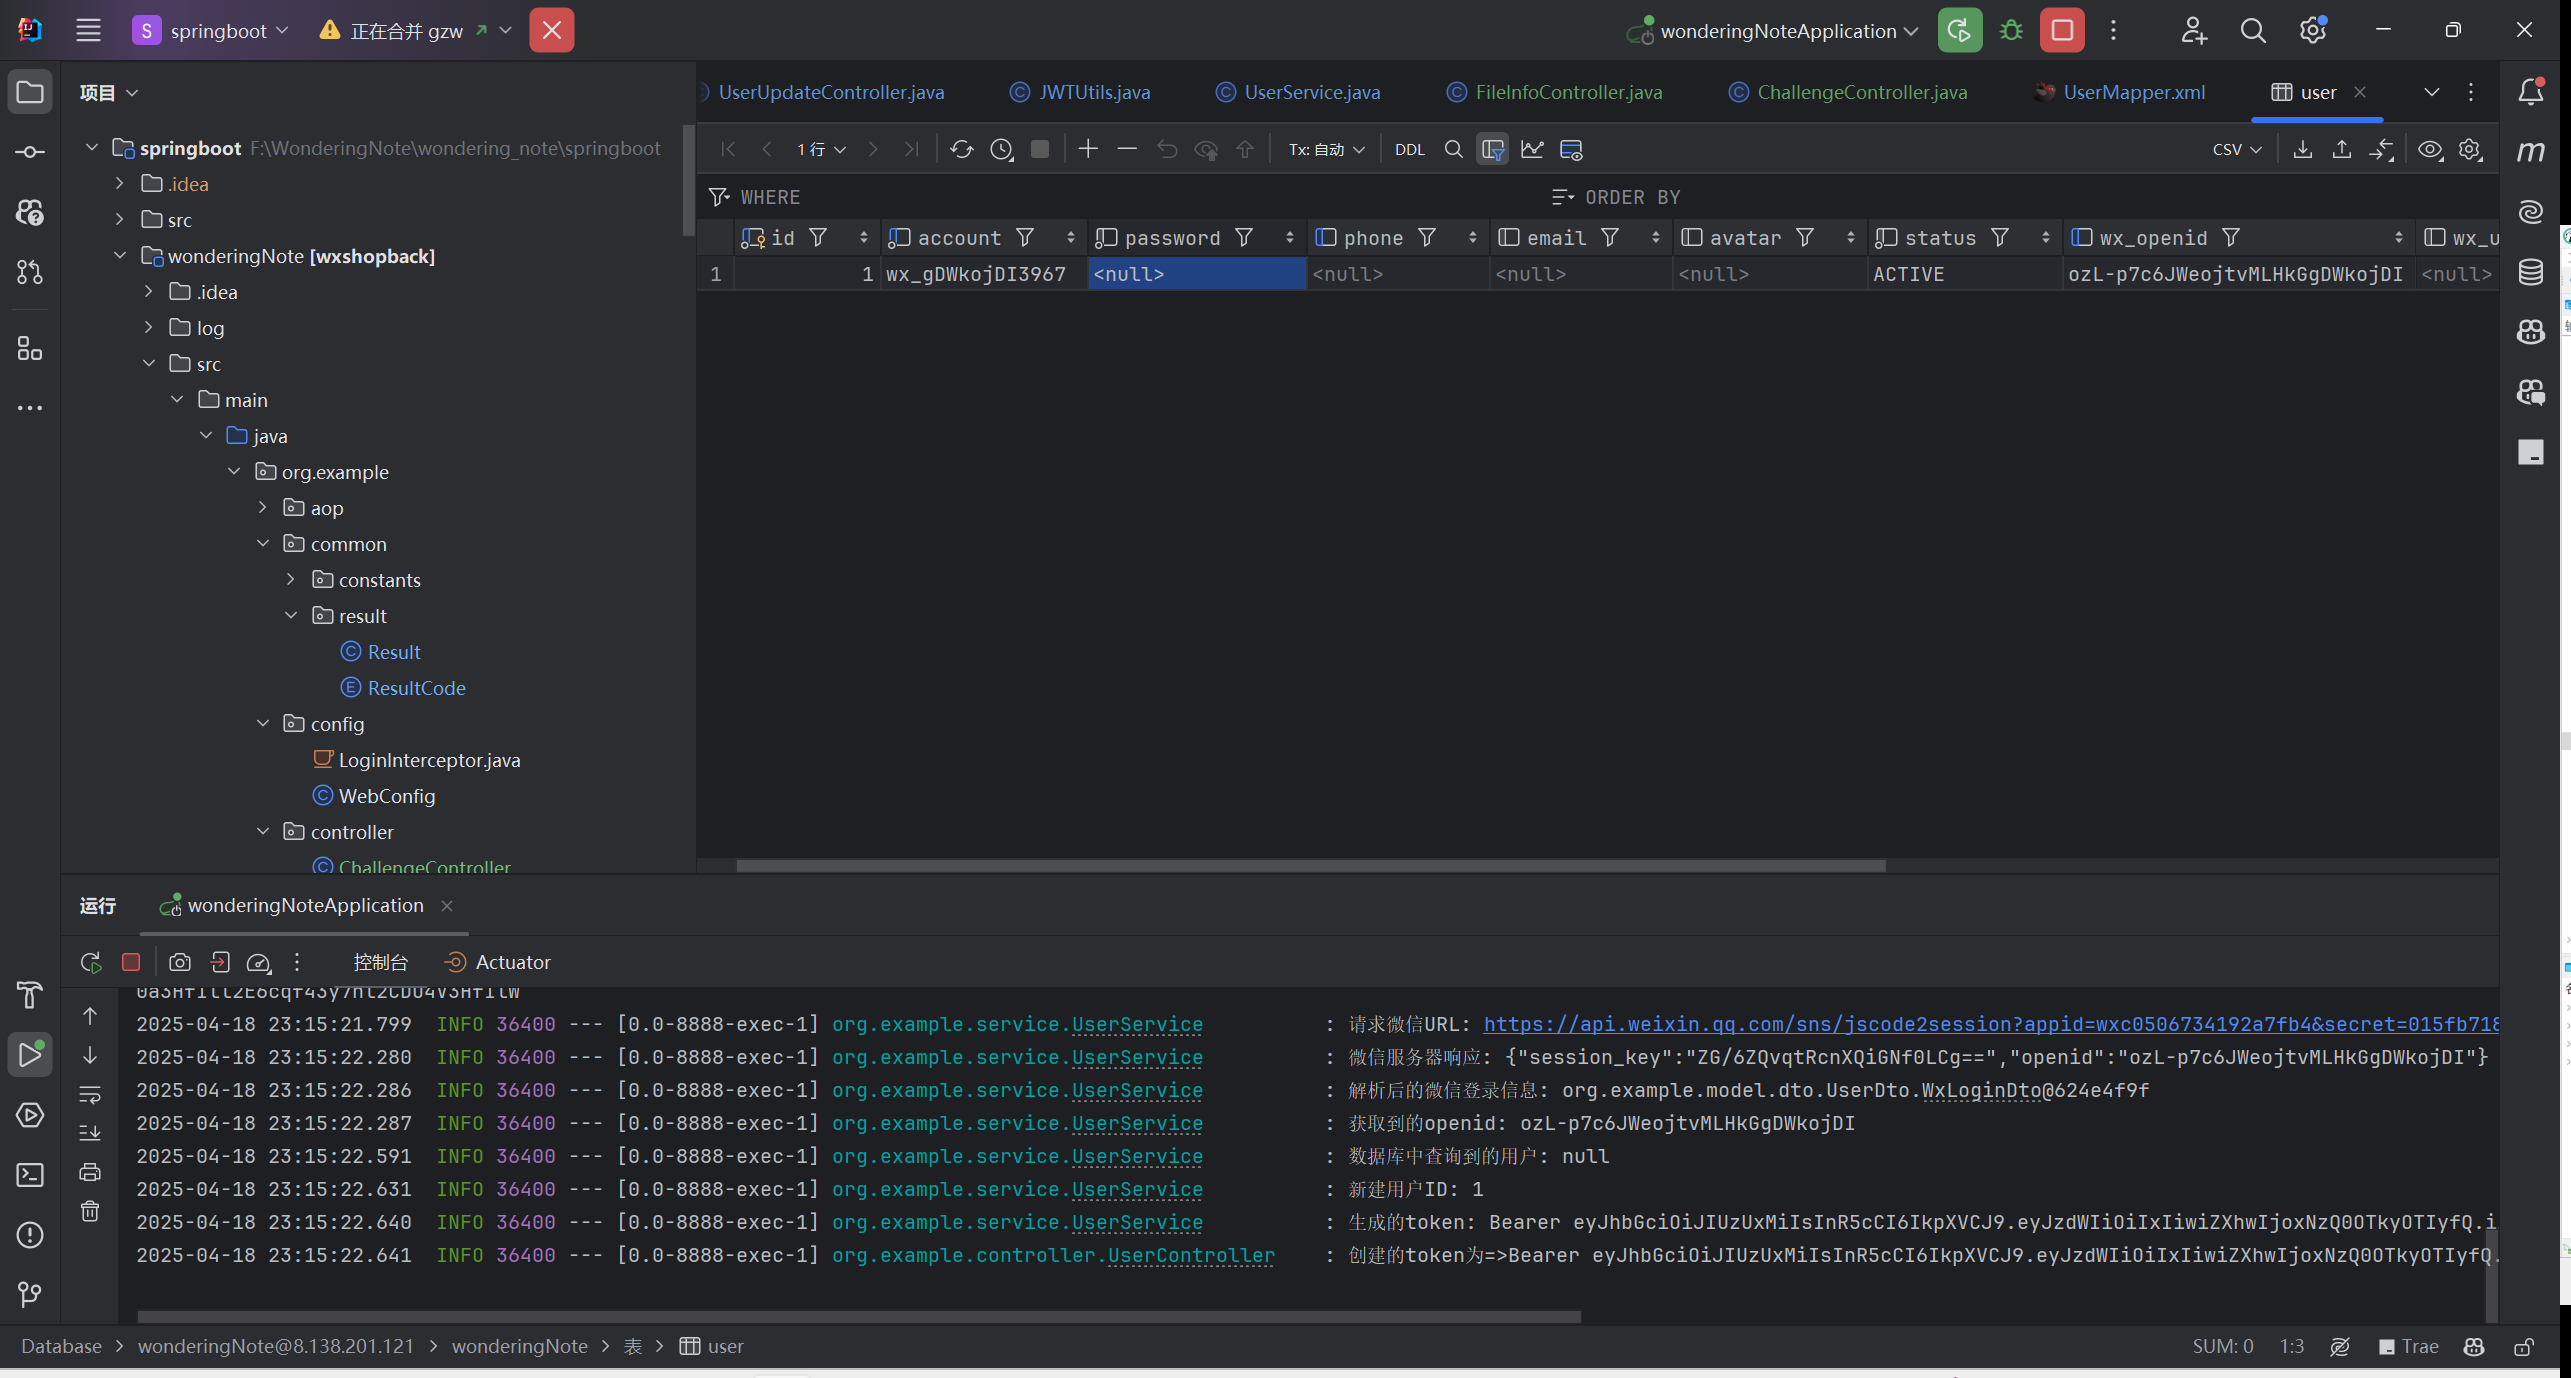 S springboot 正在合并 gzw wonderingNoteApplication
项目
UserUpdateController.java JWTUtils.java UserService.java FileInfoController.java ChallengeController.java UserMapper.xml user
1 行 Tx: 自动 DDL CSV
WHERE ORDER BY
id account password phone email avatar status wx_openid wx_u
1 1 wx_gDWkojDI3967 <null> <null> <null> <null> ACTIVE ozL-p7c6JWeojtvMLHkGgDWkojDI <null>
springboot F:\WonderingNote\wondering_note\springboot
.idea
src
wonderingNote [wxshopback]
.idea
log
src
main
java
org.example
aop
common
constants
result
Result
ResultCode
config
LoginInterceptor.java
WebConfig
controller
ChallengeController
运行 wonderingNoteApplication
控制台 Actuator
2025-04-18 23:15:21.799 INFO 36400 --- [0.0-8888-exec-1] org.example.service.UserService : 请求微信URL: https://api.weixin.qq.com/sns/jscode2session?appid=wxc0506734192a7fb4&secret=015fb718
2025-04-18 23:15:22.280 INFO 36400 --- [0.0-8888-exec-1] org.example.service.UserService : 微信服务器响应: {"session_key":"ZG/6ZQvqtRcnXQiGNf0LCg==","openid":"ozL-p7c6JWeojtvMLHkGgDWkojDI"}
2025-04-18 23:15:22.286 INFO 36400 --- [0.0-8888-exec-1] org.example.service.UserService : 解析后的微信登录信息: org.example.model.dto.UserDto.WxLoginDto@624e4f9f
2025-04-18 23:15:22.287 INFO 36400 --- [0.0-8888-exec-1] org.example.service.UserService : 获取到的openid: ozL-p7c6JWeojtvMLHkGgDWkojDI
2025-04-18 23:15:22.591 INFO 36400 --- [0.0-8888-exec-1] org.example.service.UserService : 数据库中查询到的用户: null
2025-04-18 23:15:22.631 INFO 36400 --- [0.0-8888-exec-1] org.example.service.UserService : 新建用户ID: 1
2025-04-18 23:15:22.640 INFO 36400 --- [0.0-8888-exec-1] org.example.service.UserService : 生成的token: Bearer eyJhbGciOiJIUzUxMiIsInR5cCI6IkpXVCJ9.eyJzdWIiOiIxIiwiZXhwIjoxNzQ0OTkyOTIyfQ.i
2025-04-18 23:15:22.641 INFO 36400 --- [0.0-8888-exec-1] org.example.controller.UserController : 创建的token为=>Bearer eyJhbGciOiJIUzUxMiIsInR5cCI6IkpXVCJ9.eyJzdWIiOiIxIiwiZXhwIjoxNzQ0OTkyOTIyfQ.
Database > wonderingNote@8.138.201.121 > wonderingNote > 表 > user SUM: 0 1:3 Trae